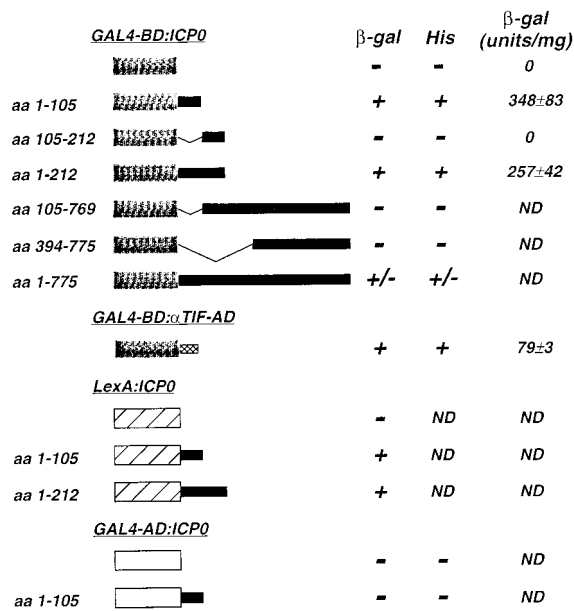 GAL4-BD:ICP0 β-gal His β-gal (units/mg)
- - 0
aa 1-105 + + 348±83
aa 105-212 - - 0
aa 1-212 + + 257±42
aa 105-769 - - ND
aa 394-775 - - ND
aa 1-775 +/- +/- ND
GAL4-BD:αTIF-AD
+ + 79±3
LexA:ICP0
- ND ND
aa 1-105 + ND ND
aa 1-212 + ND ND
GAL4-AD:ICP0
- - ND
aa 1-105 - - ND